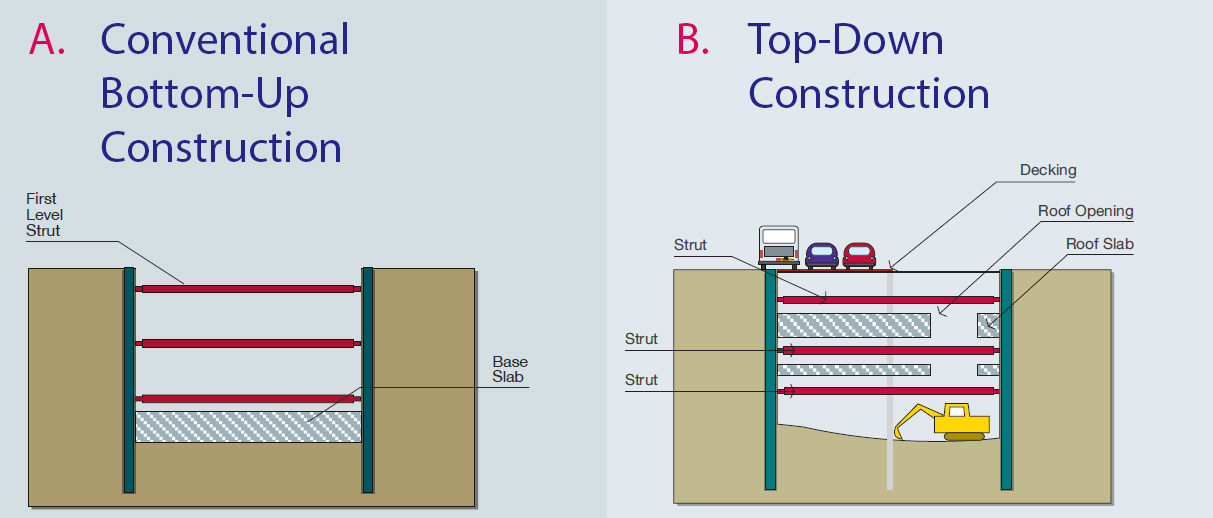 A. Conventional
Bottom-Up
Construction
First
Level
Strut
Base
Slab
B. Top-Down
Construction
Decking
Roof Opening
Roof Slab
Strut
Strut
Strut